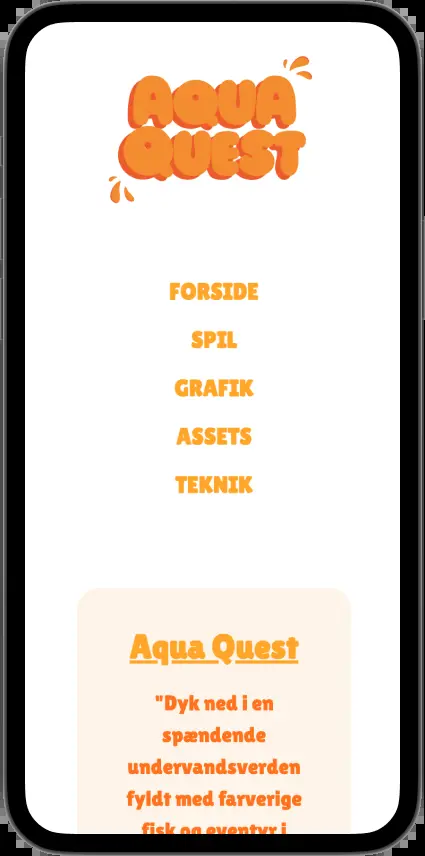 AQUA
QUEST
FORSIDE
SPIL
GRAFIK
ASSETS
TEKNIK
Aqua Quest
"Dyk ned i en
spændende
undervandsverden
fyldt med farverige
fisk og eventyr i